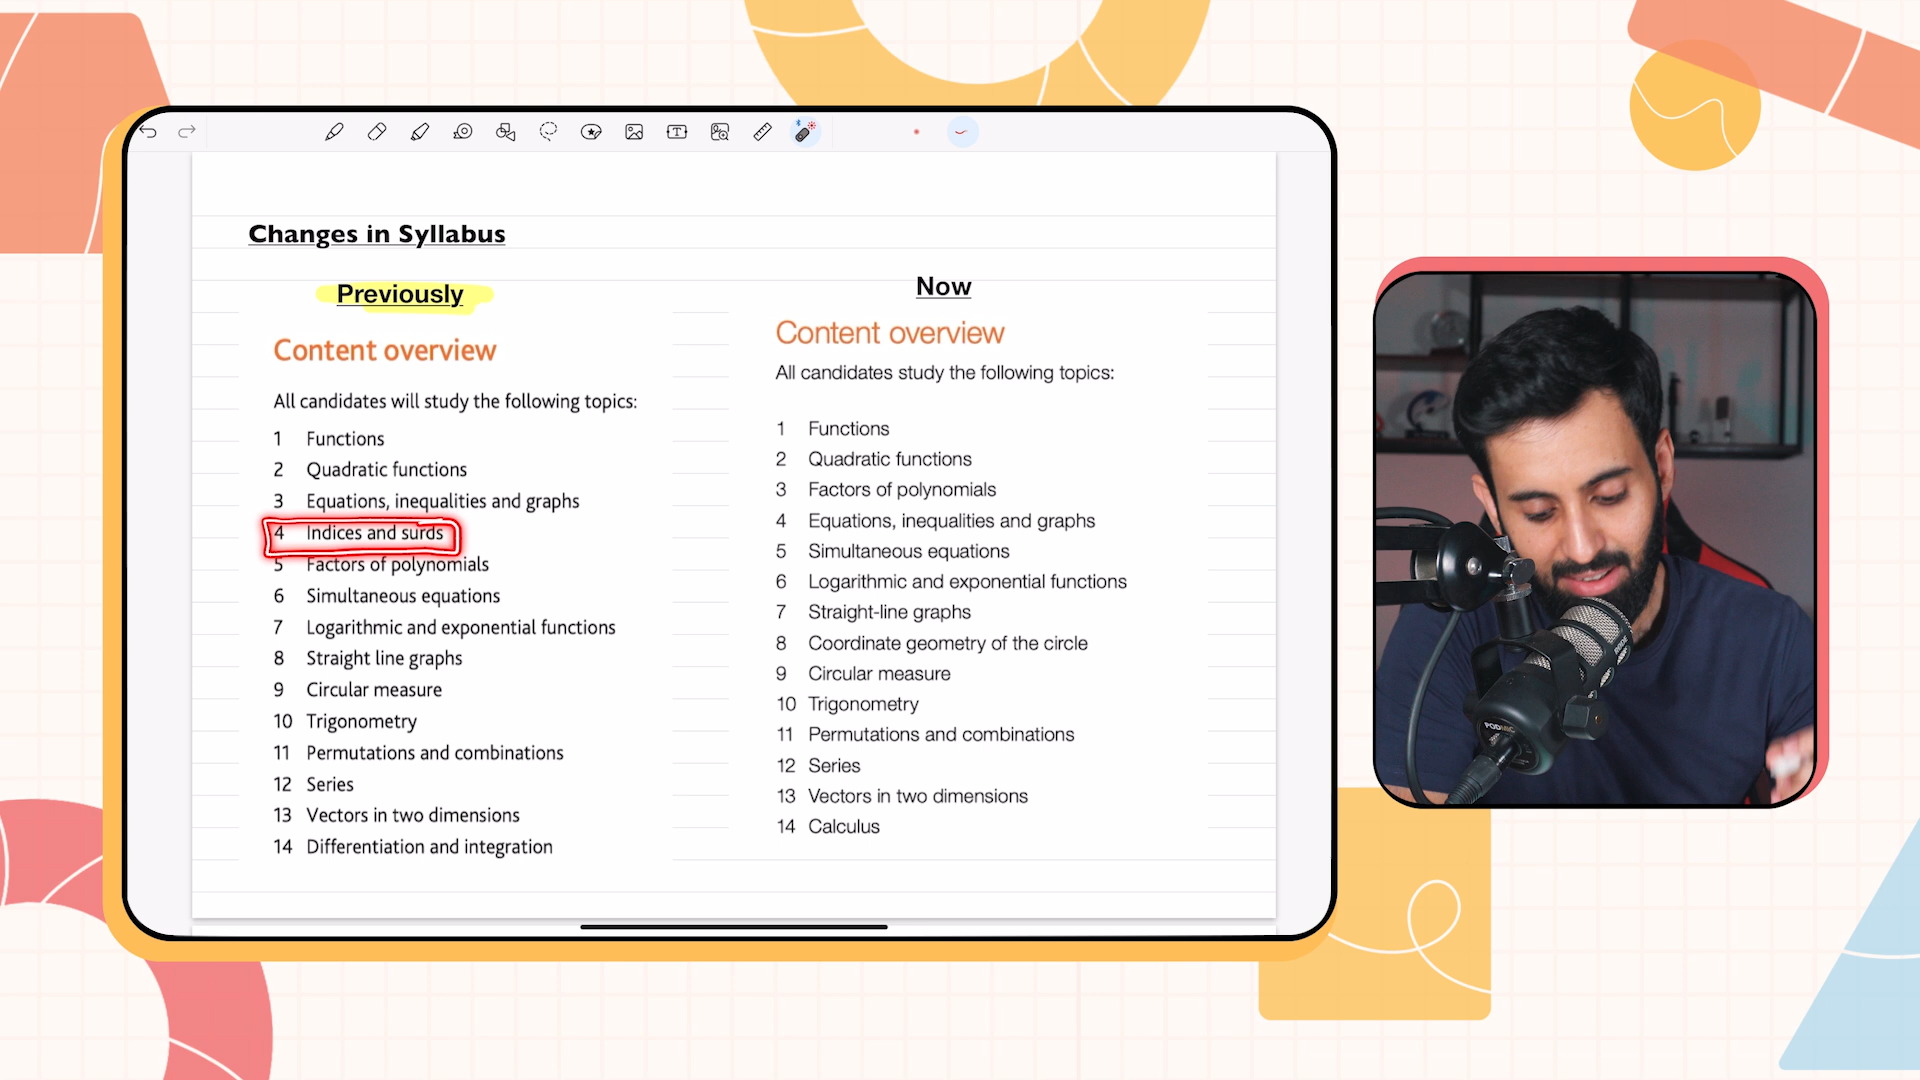 Changes in Syllabus
Previously
Content overview
All candidates will study the following topics:
1 Functions
2 Quadratic functions
3 Equations, inequalities and graphs
4 Indices and surds
5 Factors of polynomials
6 Simultaneous equations
7 Logarithmic and exponential functions
8 Straight line graphs
9 Circular measure
10 Trigonometry
11 Permutations and combinations
12 Series
13 Vectors in two dimensions
14 Differentiation and integration
Now
Content overview
All candidates study the following topics:
1 Functions
2 Quadratic functions
3 Factors of polynomials
4 Equations, inequalities and graphs
5 Simultaneous equations
6 Logarithmic and exponential functions
7 Straight-line graphs
8 Coordinate geometry of the circle
9 Circular measure
10 Trigonometry
11 Permutations and combinations
12 Series
13 Vectors in two dimensions
14 Calculus
PODMIC
RØDE